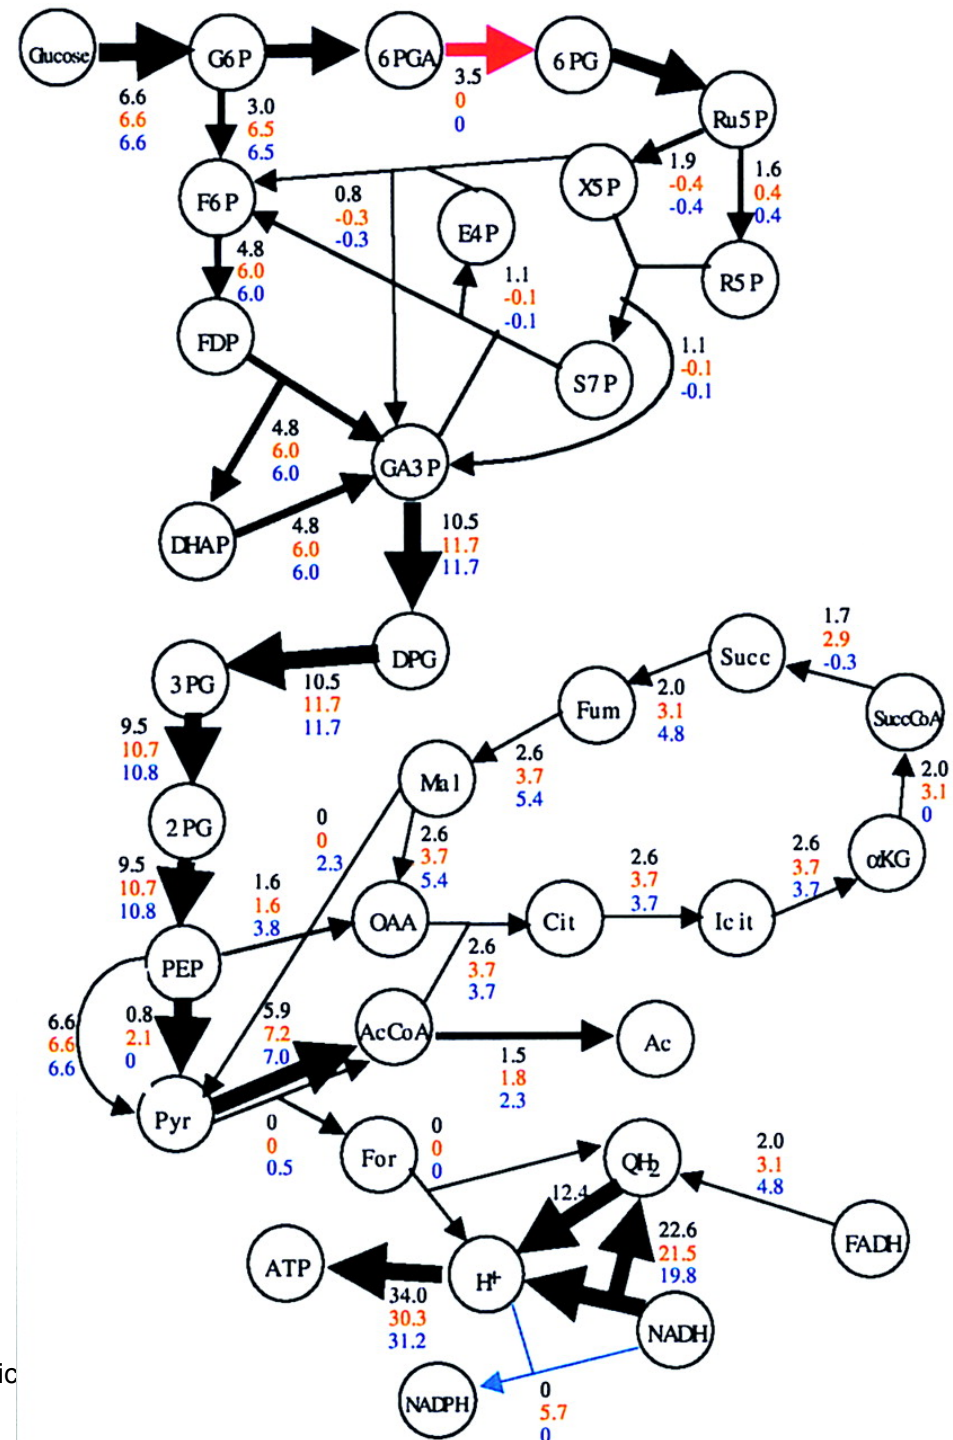 Glucose
G6P
6PGA
6PG
6.6
6.6
6.6
3.0
6.5
6.5
3.5
0
0
Ru5P
F6P
0.8
-0.3
-0.3
E4P
X5P
1.9
-0.4
-0.4
1.6
0.4
0.4
4.8
6.0
6.0
1.1
-0.1
-0.1
R5P
FDP
S7P
1.1
-0.1
-0.1
4.8
6.0
6.0
GA3P
DHAP
4.8
6.0
6.0
10.5
11.7
11.7
3PG
DPG
10.5
11.7
11.7
Succ
1.7
2.9
-0.3
Fum
2.0
3.1
4.8
SuccCoA
9.5
10.7
10.8
Mal
2.6
3.7
5.4
2.0
3.1
0
2PG
0
0
2.3
2.6
3.7
5.4
2.6
3.7
3.7
2.6
3.7
3.7
αKG
9.5
10.7
10.8
1.6
1.6
3.8
OAA
Cit
Icit
PEP
2.6
3.7
3.7
6.6
6.6
6.6
0.8
2.1
0
5.9
7.2
7.0
AcCoA
Ac
1.5
1.8
2.3
Pyr
0
0
0.5
For
0
0
0
QH2
2.0
3.1
4.8
12.4
22.6
21.5
19.8
FADH
ATP
H+
34.0
30.3
31.2
NADH
ic
NADPH
0
5.7
0